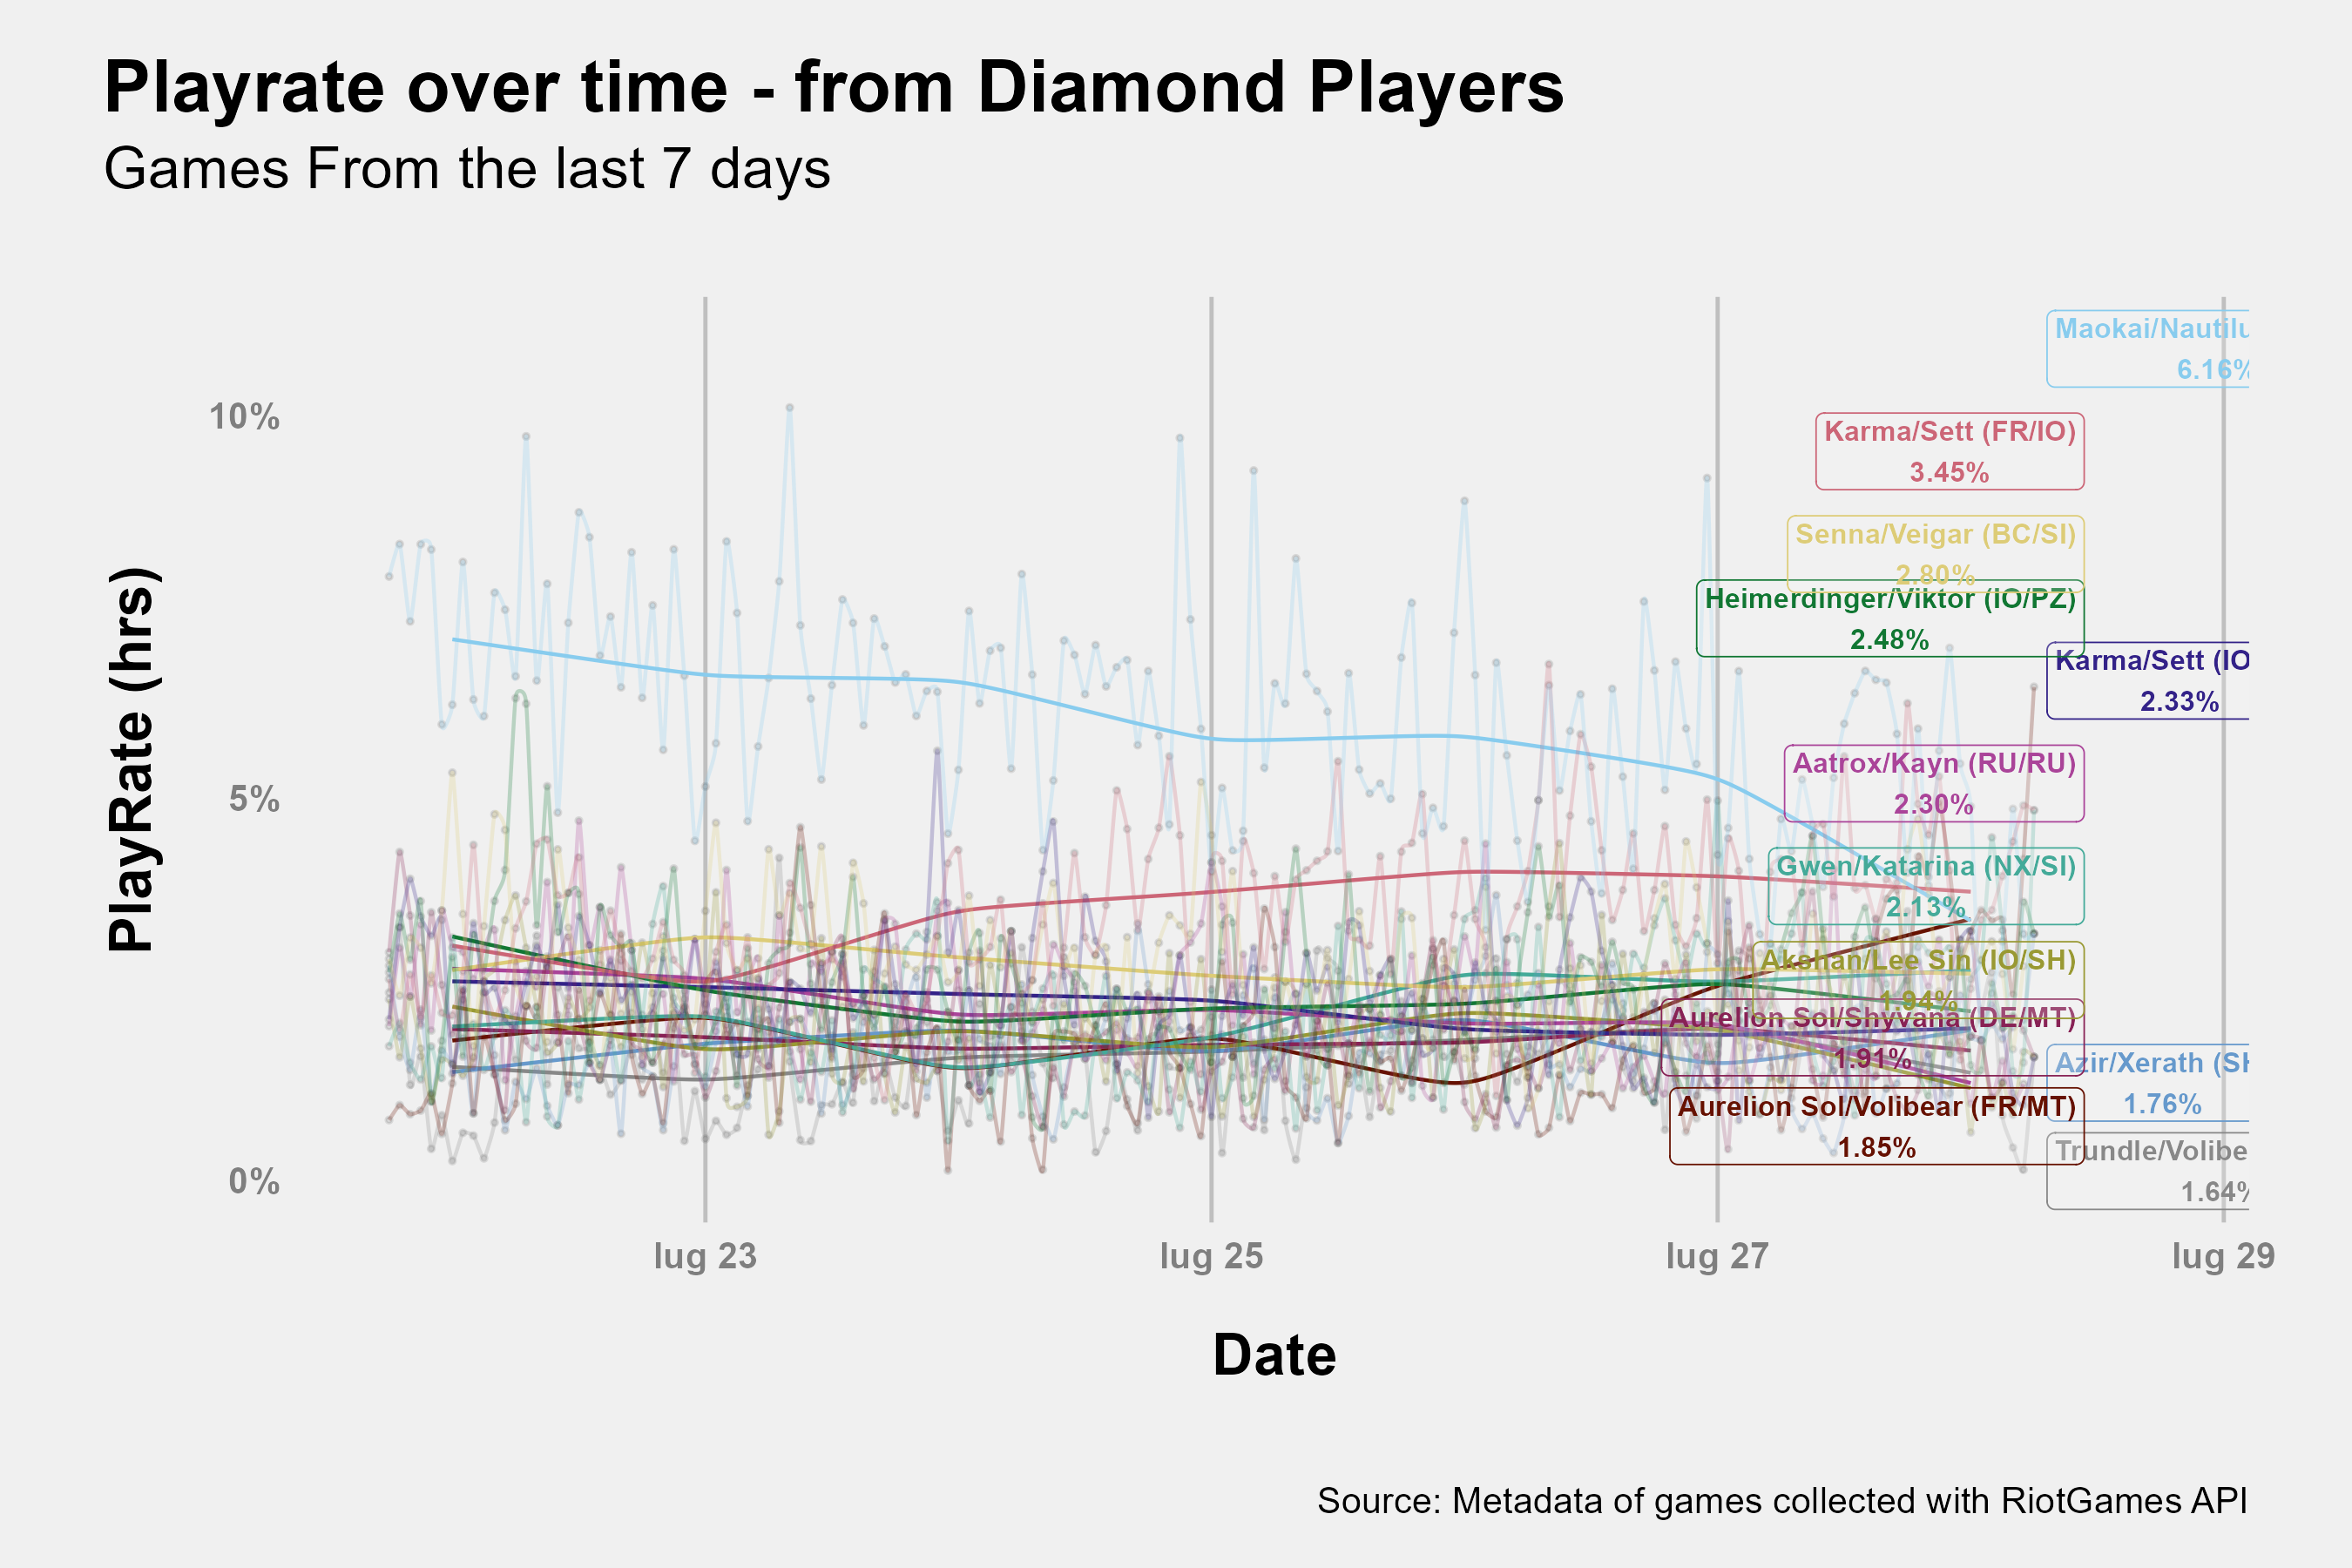 Playrate over time - from Diamond Players
Games From the last 7 days
PlayRate (hrs)
10%
5%
0%
Maokai/Nautilu
6.16%
Karma/Sett (FR/IO)
3.45%
Senna/Veigar (BC/SI)
2.80%
Heimerdinger/Viktor (IO/PZ)
2.48%
Karma/Sett (IO
2.33%
Aatrox/Kayn (RU/RU)
2.30%
Gwen/Katarina (NX/SI)
2.13%
Akshan/Lee Sin (IO/SH)
1.94%
Aurelion Sol/Shyvana (DE/MT)
1.91%
Azir/Xerath (SH
1.76%
Aurelion Sol/Volibear (FR/MT)
1.85%
Trundle/Volibe
1.64%
lug 23
lug 25
lug 27
lug 29
Date
Source: Metadata of games collected with RiotGames API